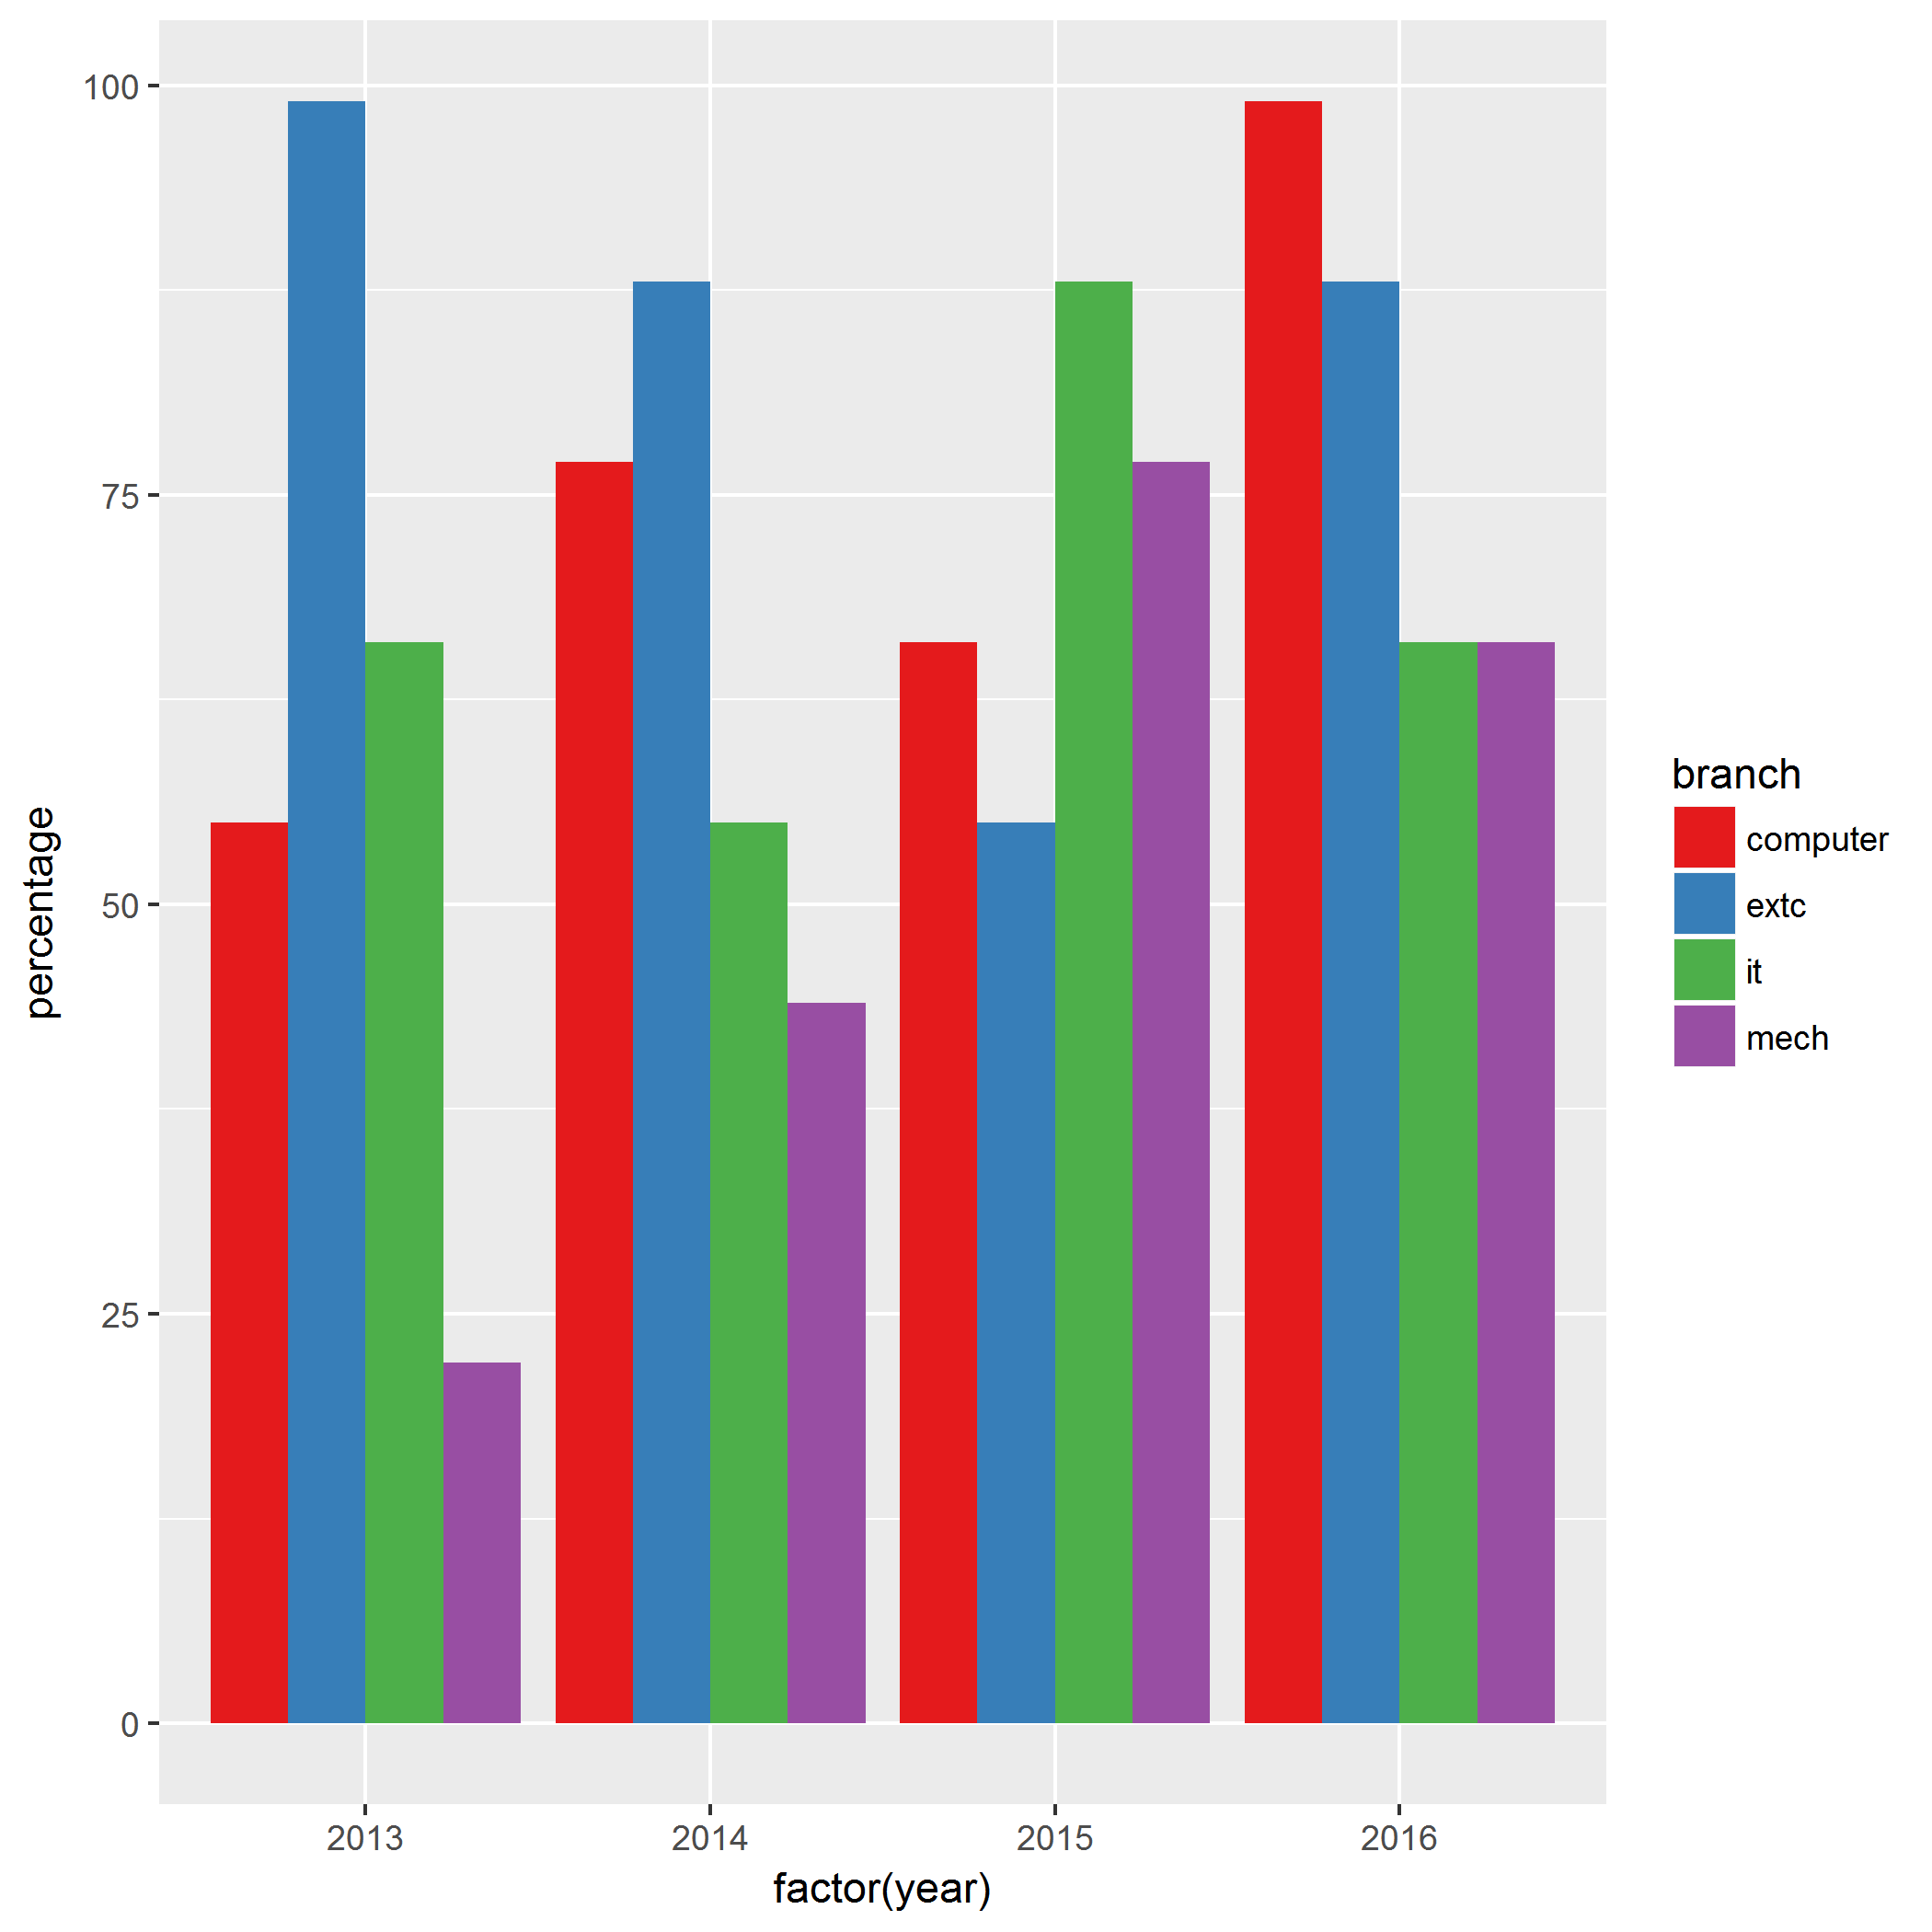 percentage
100
75
50
25
0
2013
2014
2015
2016
factor(year)
branch
computer
extc
it
mech